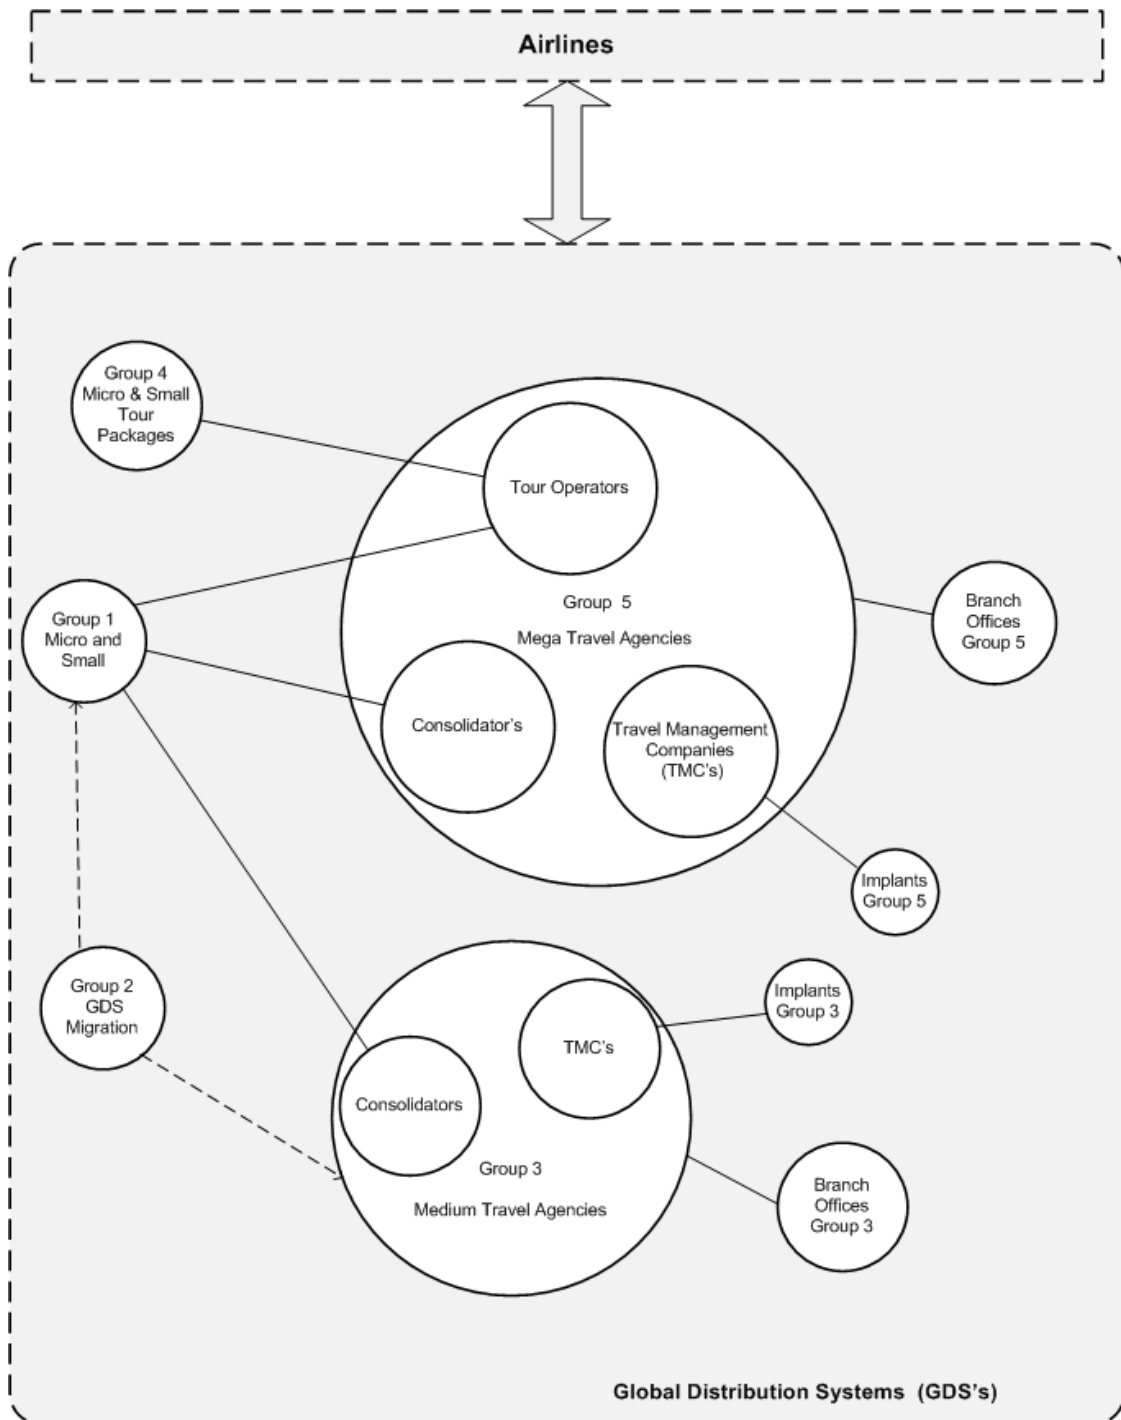 Airlines
Group 4
Micro & Small
Tour
Packages
Tour Operators
Group 5
Mega Travel Agencies
Branch
Offices
Group 5
Group 1
Micro and
Small
Consolidator's
Travel Management
Companies
(TMC's)
Implants
Group 5
Group 2
GDS
Migration
Implants
Group 3
TMC's
Consolidators
Group 3
Medium Travel Agencies
Branch
Offices
Group 3
Global Distribution Systems (GDS's)